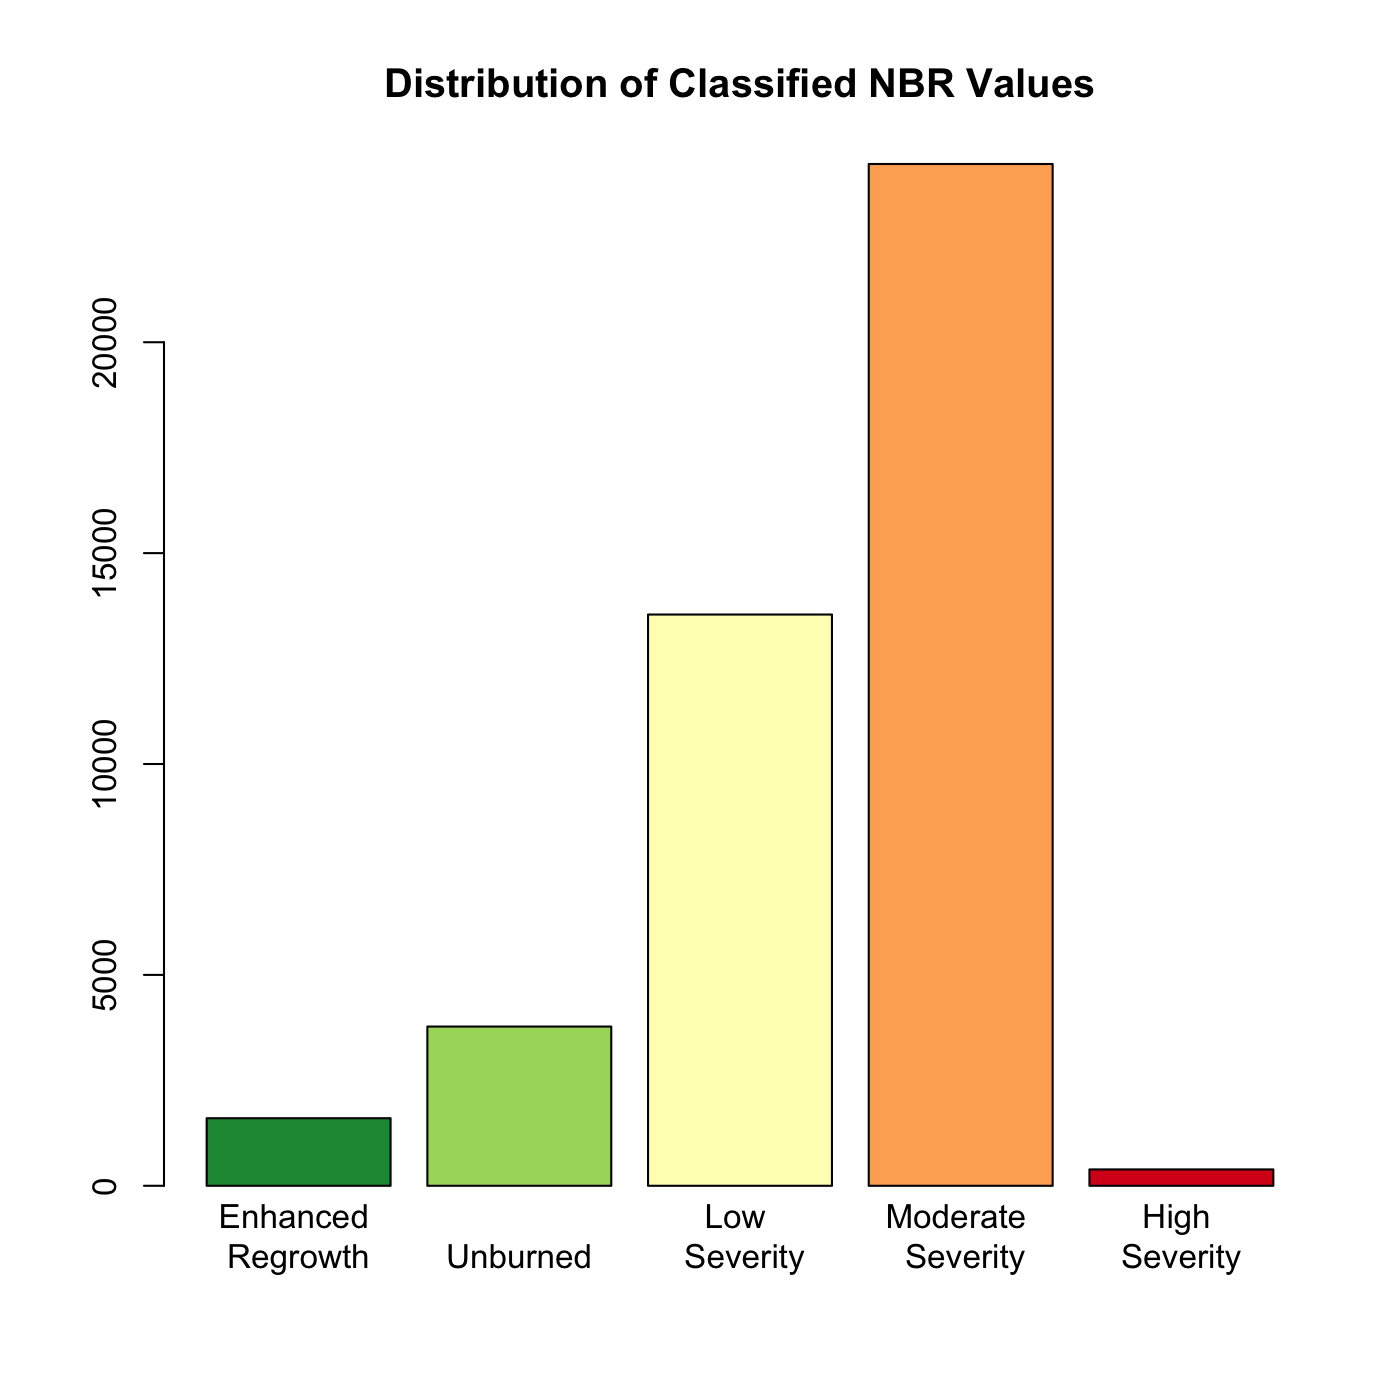 Distribution of Classified NBR Values
20000
15000
10000
5000
0
Enhanced
Regrowth
Unburned
Low
Severity
Moderate
Severity
High
Severity